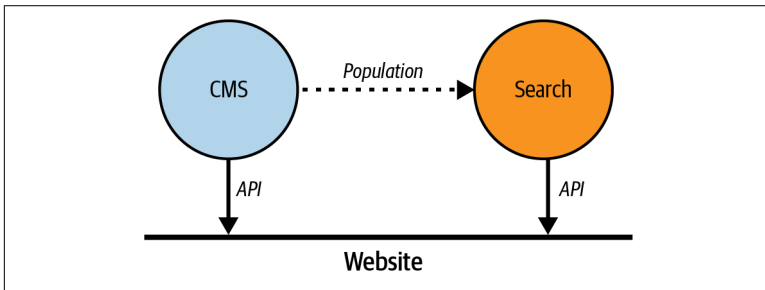 Population
CMS
Search
API
API
Website